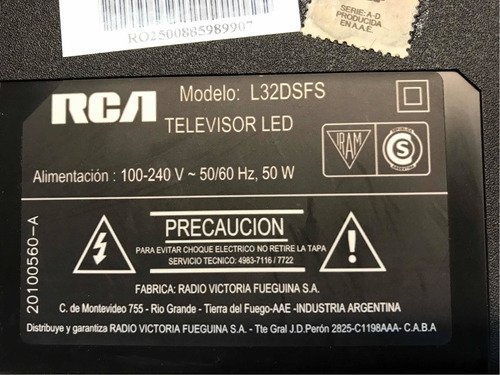 SERIE: A-D
PRODUCIDA
EN A.A.E.
RO2500885989907
RCA Modelo: L32DSFS
TELEVISOR LED
IRAM
S
Alimentación : 100-240 V ~ 50/60 Hz, 50 W
PRECAUCION
PARA EVITAR CHOQUE ELECTRICO NO RETIRE LA TAPA
SERVICIO TECNICO: 4983-7116 / 7722
20100560-A
FABRICA: RADIO VICTORIA FUEGUINA S.A.
C. de Montevideo 755 - Rio Grande - Tierra del Fuego-AAE -INDUSTRIA ARGENTINA
Distribuye y garantiza RADIO VICTORIA FUEGUINA S.A. - Tte Gral J.D.Perón 2825-C1198AAA- C.A.B.A